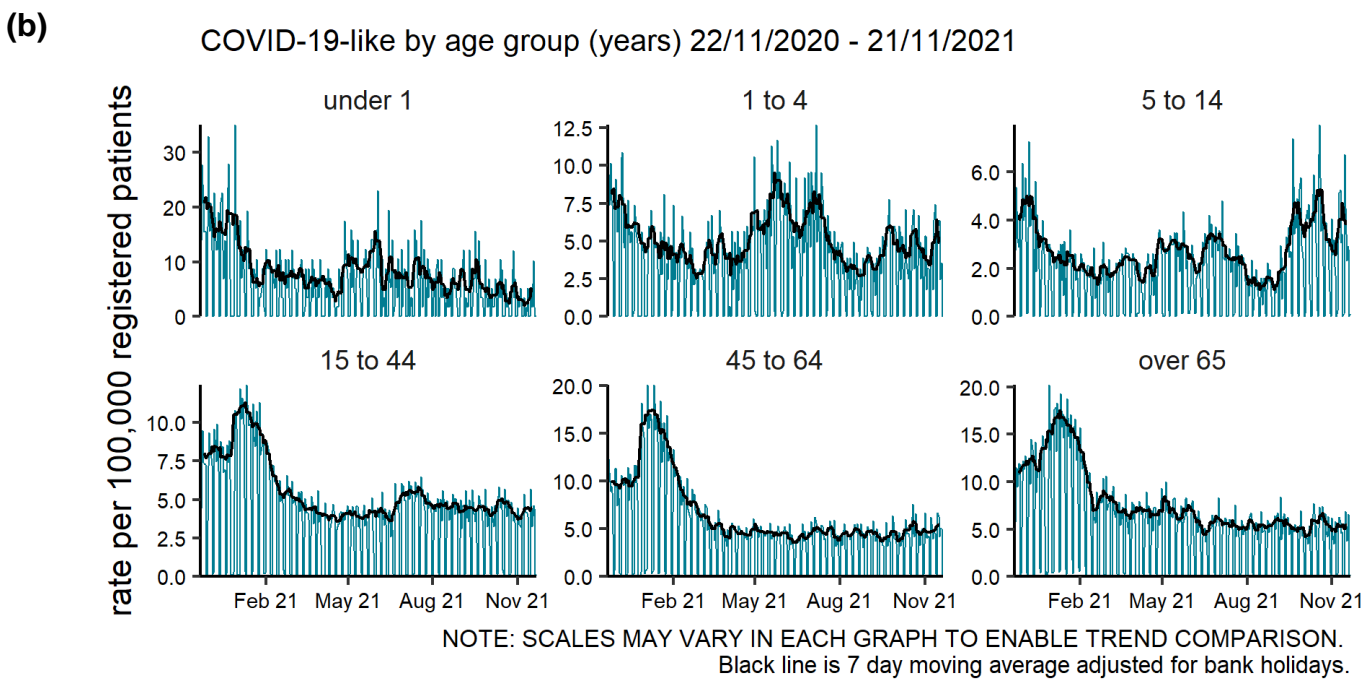 (b)
COVID-19-like by age group (years) 22/11/2020 - 21/11/2021
rate per 100,000 registered patients
under 1
30
20
10
0
1 to 4
12.5
10.0
7.5
5.0
2.5
0.0
5 to 14
6.0
4.0
2.0
0.0
15 to 44
10.0
7.5
5.0
2.5
0.0
Feb 21 May 21 Aug 21 Nov 21
45 to 64
20.0
15.0
10.0
5.0
0.0
Feb 21 May 21 Aug 21 Nov 21
over 65
20.0
15.0
10.0
5.0
0.0
Feb 21 May 21 Aug 21 Nov 21
NOTE: SCALES MAY VARY IN EACH GRAPH TO ENABLE TREND COMPARISON.
Black line is 7 day moving average adjusted for bank holidays.